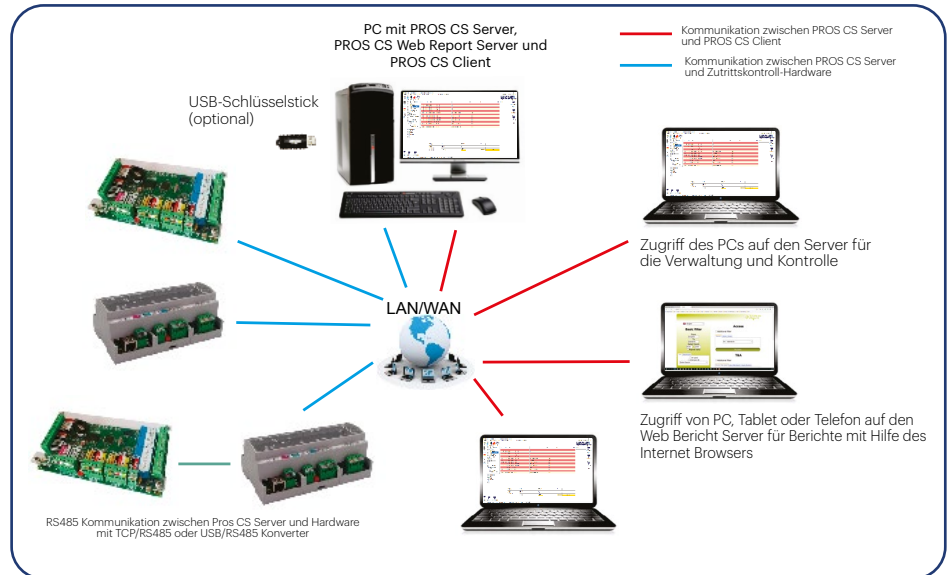 PC mit PROS CS Server,
PROS CS Web Report Server und
PROS CS Client
Kommunikation zwischen PROS CS Server
und PROS CS Client
Kommunikation zwischen PROS CS Server
und Zutrittskontroll-Hardware
USB-Schlüsselstick
(optional)
Zugriff des PCs auf den Server für
die Verwaltung und Kontrolle
LAN/WAN
Zugriff von PC, Tablet oder Telefon auf den
Web Bericht Server für Berichte mit Hilfe des
Internet Browsers
RS485 Kommunikation zwischen Pros CS Server und Hardware
mit TCP/RS485 oder USB/RS485 Konverter